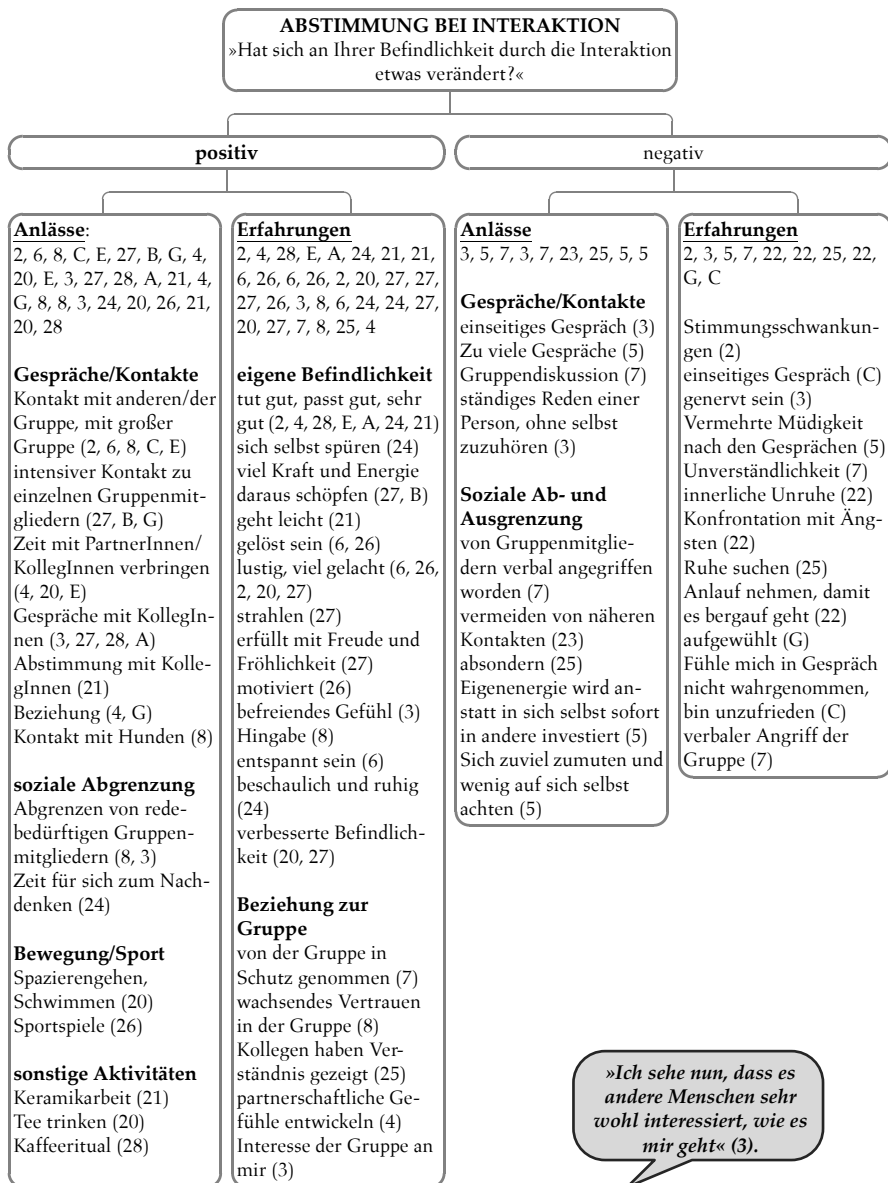 ABSTIMMUNG BEI INTERAKTION
»Hat sich an Ihrer Befindlichkeit durch die Interaktion
etwas verändert?«
positiv
negativ
Anlässe:
2, 6, 8, C, E, 27, B, G, 4,
20, E, 3, 27, 28, A, 21, 4,
G, 8, 8, 3, 24, 20, 26, 21,
20, 28
Gespräche/Kontakte
Kontakt mit anderen/der
Gruppe, mit großer
Gruppe (2, 6, 8, C, E)
intensiver Kontakt zu
einzelnen Gruppenmit-
gliedern (27, B, G)
Zeit mit PartnerInnen/
KollegInnen verbringen
(4, 20, E)
Gespräche mit KollegIn-
nen (3, 27, 28, A)
Abstimmung mit Kolle-
gInnen (21)
Beziehung (4, G)
Kontakt mit Hunden (8)
soziale Abgrenzung
Abgrenzen von rede-
bedürftigen Gruppen-
mitgliedern (8, 3)
Zeit für sich zum Nach-
denken (24)
Bewegung/Sport
Spazierengehen,
Schwimmen (20)
Sportspiele (26)
sonstige Aktivitäten
Keramikarbeit (21)
Tee trinken (20)
Kaffeeritual (28)
Erfahrungen
2, 4, 28, E, A, 24, 21, 21,
6, 26, 6, 26, 2, 20, 27, 27,
27, 26, 3, 8, 6, 24, 24, 27,
20, 27, 7, 8, 25, 4
eigene Befindlichkeit
tut gut, passt gut, sehr
gut (2, 4, 28, E, A, 24, 21)
sich selbst spüren (24)
viel Kraft und Energie
daraus schöpfen (27, B)
geht leicht (21)
gelöst sein (6, 26)
lustig, viel gelacht (6, 26,
2, 20, 27)
strahlen (27)
erfüllt mit Freude und
Fröhlichkeit (27)
motiviert (26)
befreiendes Gefühl (3)
Hingabe (8)
entspannt sein (6)
beschaulich und ruhig
(24)
verbesserte Befindlich-
keit (20, 27)
Beziehung zur
Gruppe
von der Gruppe in
Schutz genommen (7)
wachsendes Vertrauen
in der Gruppe (8)
Kollegen haben Ver-
ständnis gezeigt (25)
partnerschaftliche Ge-
fühle entwickeln (4)
Interesse der Gruppe an
mir (3)
Anlässe
3, 5, 7, 3, 7, 23, 25, 5, 5
Gespräche/Kontakte
einseitiges Gespräch (3)
Zu viele Gespräche (5)
Gruppendiskussion (7)
ständiges Reden einer
Person, ohne selbst
zuzuhören (3)
Soziale Ab- und
Ausgrenzung
von Gruppenmitglie-
dern verbal angegriffen
worden (7)
vermeiden von näheren
Kontakten (23)
absondern (25)
Eigenenergie wird an-
statt in sich selbst sofort
in andere investiert (5)
Sich zuviel zumuten und
wenig auf sich selbst
achten (5)
Erfahrungen
2, 3, 5, 7, 22, 22, 25, 22,
G, C
Stimmungsschwankun-
gen (2)
einseitiges Gespräch (C)
genervt sein (3)
Vermehrte Müdigkeit
nach den Gesprächen (5)
Unverständlichkeit (7)
innerliche Unruhe (22)
Konfrontation mit Äng-
sten (22)
Ruhe suchen (25)
Anlauf nehmen, damit
es bergauf geht (22)
aufgewühlt (G)
Fühle mich in Gespräch
nicht wahrgenommen,
bin unzufrieden (C)
verbaler Angriff der
Gruppe (7)
»Ich sehe nun, dass es
andere Menschen sehr
wohl interessiert, wie es
mir geht« (3).